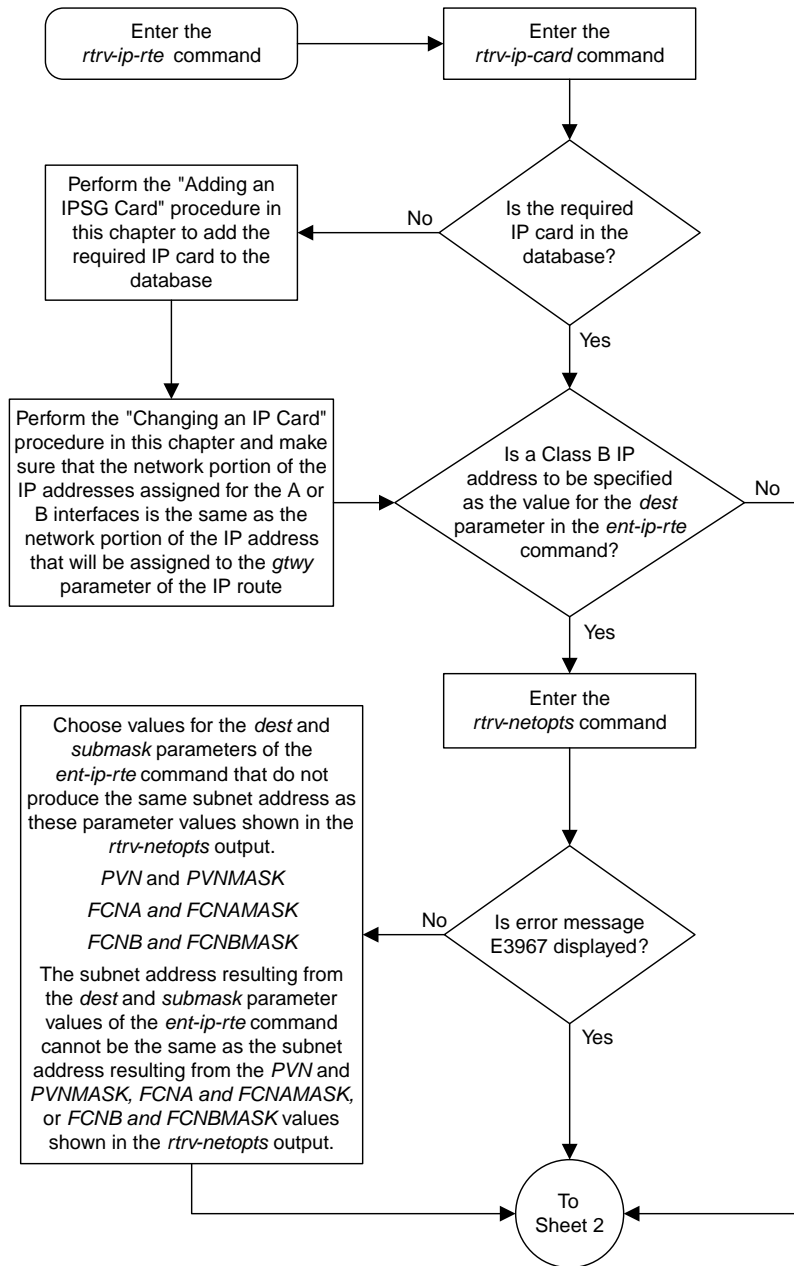 Enter the
rtrv-ip-rte command
Enter the
rtrv-ip-card command
Is the required
IP card in the
database?
No
Yes
Perform the "Adding an
IPSG Card" procedure in
this chapter to add the
required IP card to the
database
Perform the "Changing an IP Card"
procedure in this chapter and make
sure that the network portion of the
IP addresses assigned for the A or
B interfaces is the same as the
network portion of the IP address
that will be assigned to the gtwy
parameter of the IP route
Is a Class B IP
address to be specified
as the value for the dest
parameter in the ent-ip-rte
command?
No
Yes
Enter the
rtrv-netopts command
Is error message
E3967 displayed?
No
Yes
Choose values for the dest and
submask parameters of the
ent-ip-rte command that do not
produce the same subnet address as
these parameter values shown in the
rtrv-netopts output.
PVN and PVNMASK
FCNA and FCNAMASK
FCNB and FCNBMASK
The subnet address resulting from
the dest and submask parameter
values of the ent-ip-rte command
cannot be the same as the subnet
address resulting from the PVN and
PVNMASK, FCNA and FCNAMASK,
or FCNB and FCNBMASK values
shown in the rtrv-netopts output.
To
Sheet 2